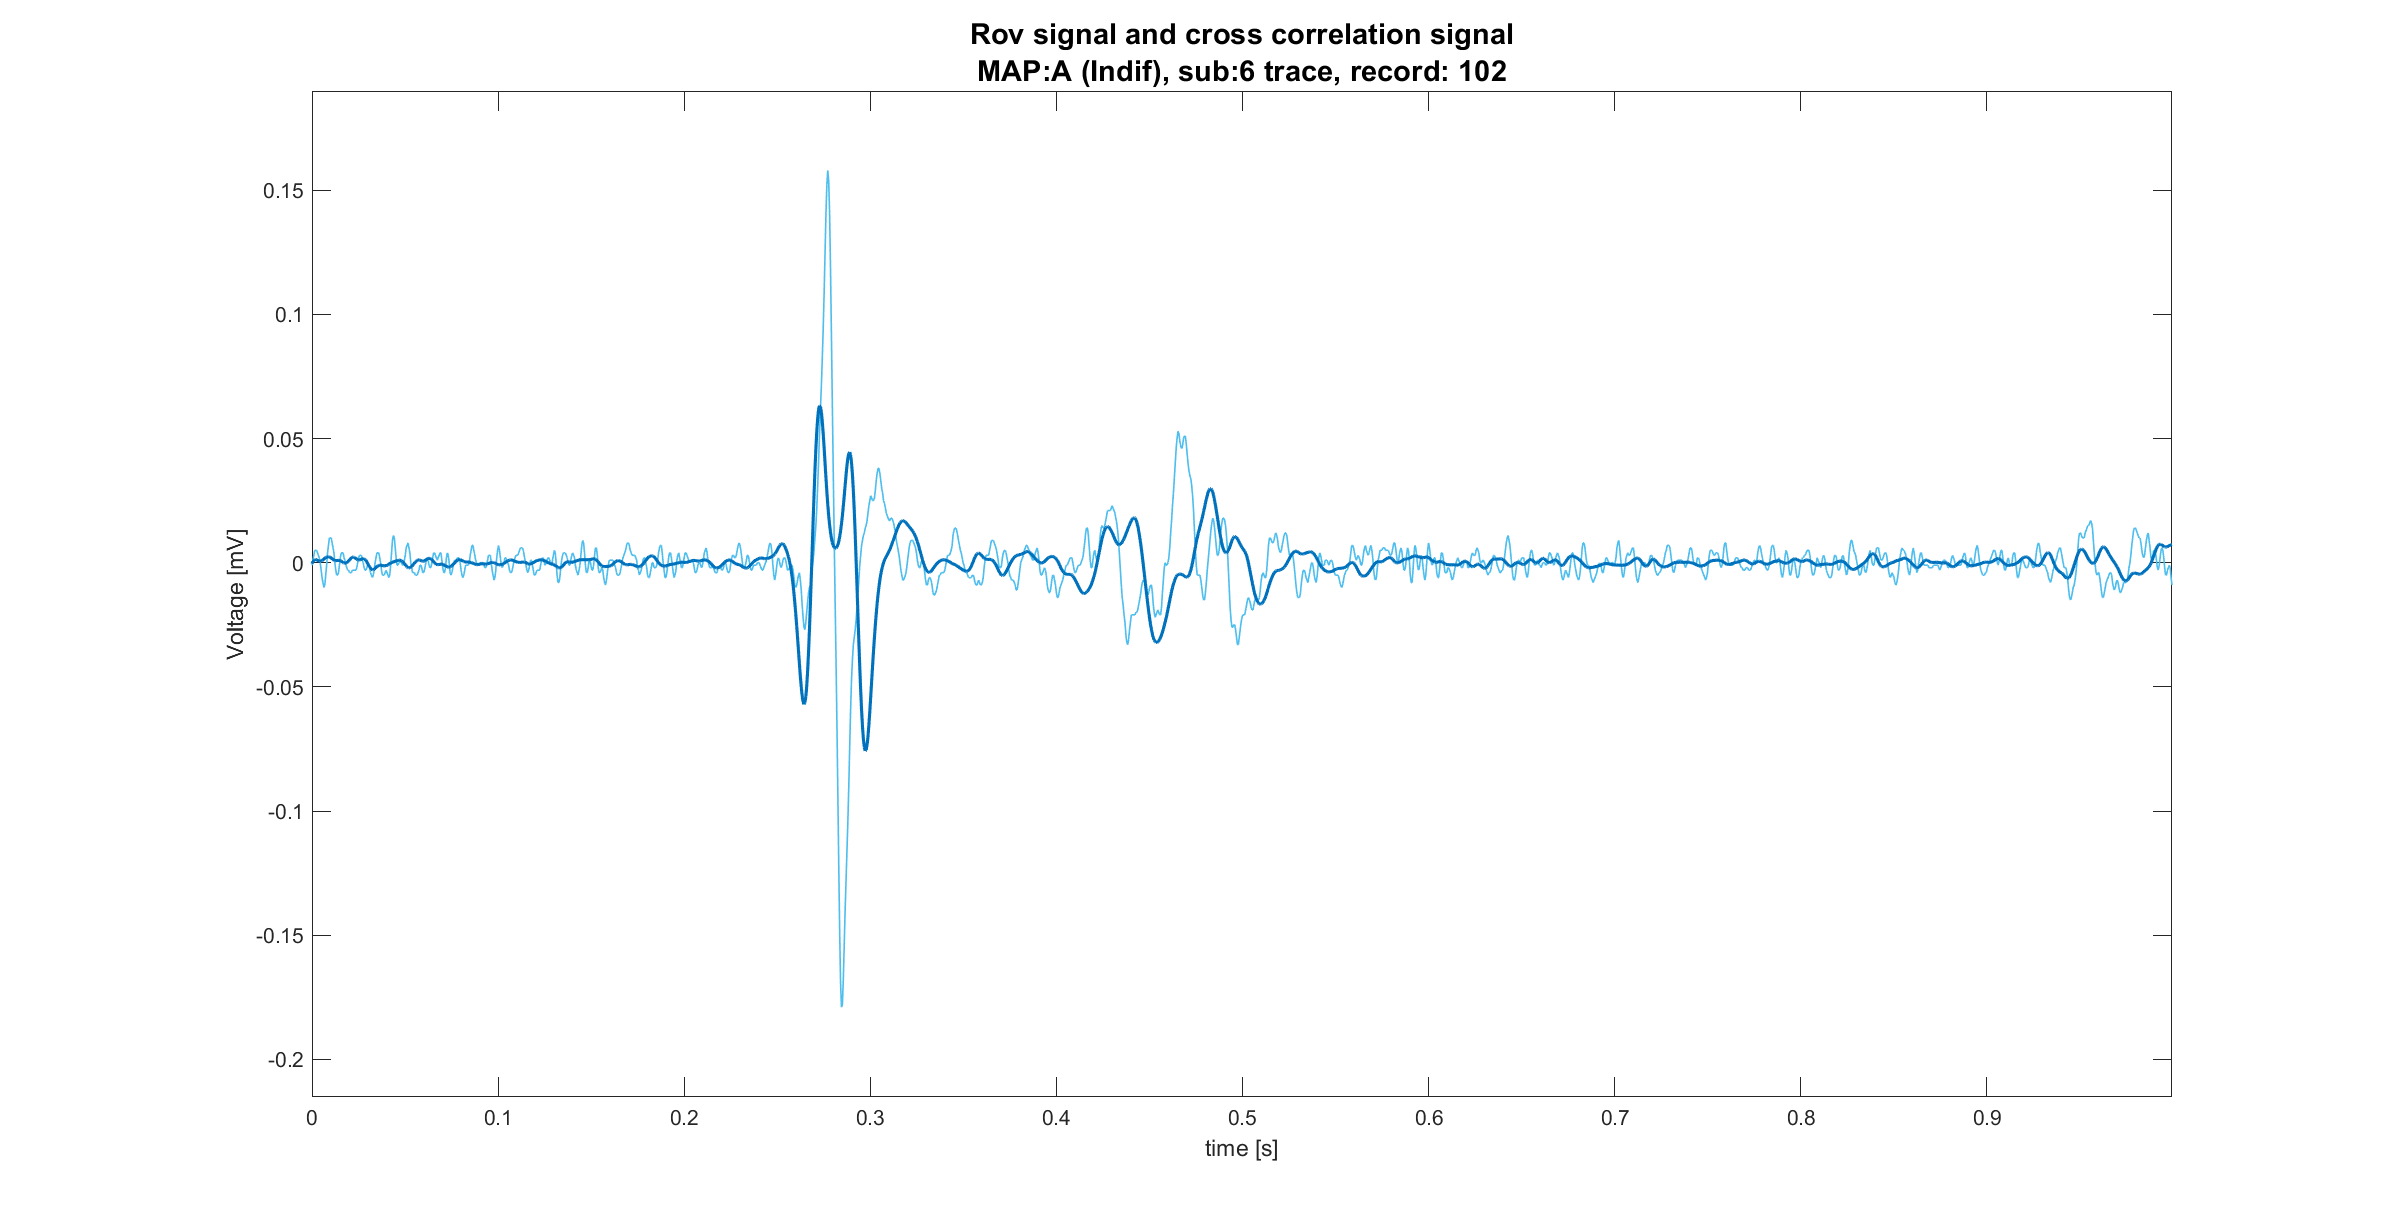 Rov signal and cross correlation signal
MAP:A (Indif), sub:6 trace, record: 102
0.15
0.1
0.05
0
-0.05
-0.1
-0.15
-0.2
Voltage [mV]
0 0.1 0.2 0.3 0.4 0.5 0.6 0.7 0.8 0.9
time [s]